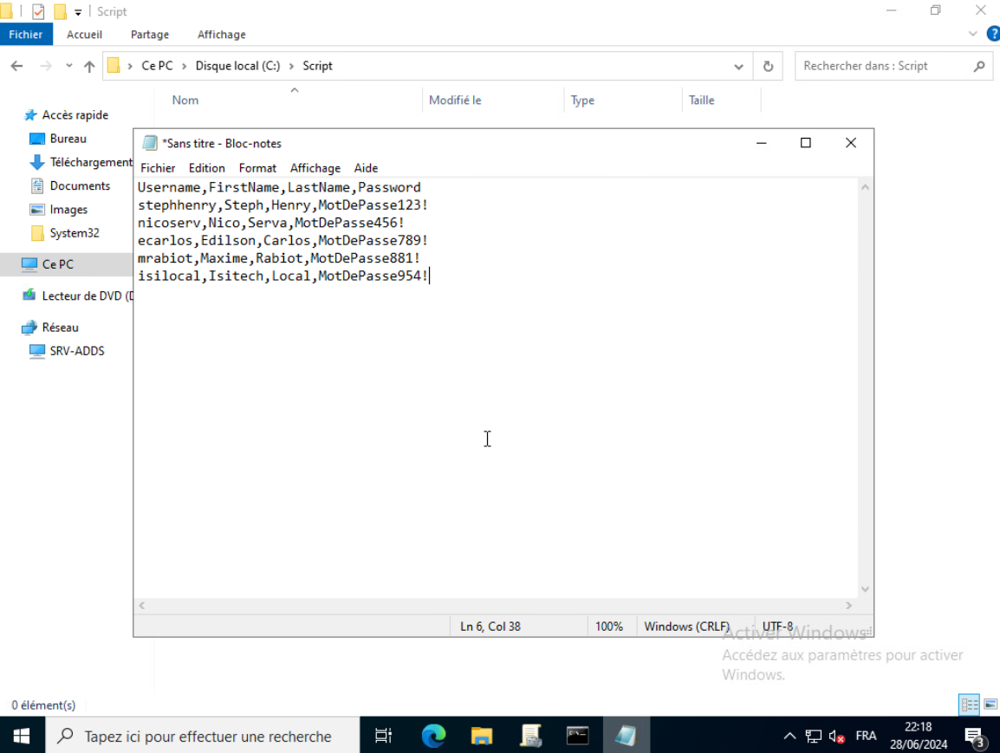 Script
Fichier Accueil Partage Affichage
Ce PC Disque local (C:) Script
Rechercher dans : Script
Nom Modifié le Type Taille
Accès rapide
Bureau
Téléchargement
Documents
Images
System32
Ce PC
Lecteur de DVD (D
Réseau
SRV-ADDS
*Sans titre - Bloc-notes
Fichier Edition Format Affichage Aide
Username,FirstName,LastName,Password
stephhenry,Steph,Henry,MotDePasse123!
nicoserv,Nico,Serva,MotDePasse456!
ecarlos,Edilson,Carlos,MotDePasse789!
mrabiot,Maxime,Rabiot,MotDePasse881!
isilocal,Isitech,Local,MotDePasse954!
Ln 6, Col 38 100% Windows (CRLF) UTF-8
Activer Windows
Accédez aux paramètres pour activer
Windows.
0 élément(s)
Tapez ici pour effectuer une recherche
FRA
22:18
28/06/2024
3